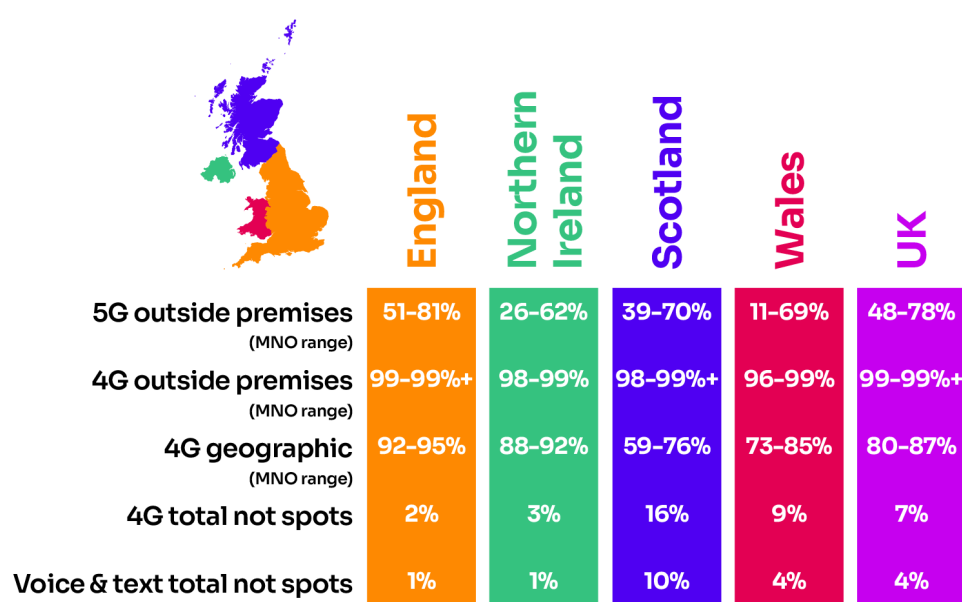 England
Northern
Ireland
Scotland
Wales
UK
5G outside premises 51-81% 26-62% 39-70% 11-69% 48-78%
(MNO range)
4G outside premises 99-99%+ 98-99% 98-99%+ 96-99% 99-99%+
(MNO range)
4G geographic 92-95% 88-92% 59-76% 73-85% 80-87%
(MNO range)
4G total not spots 2% 3% 16% 9% 7%
Voice & text total not spots 1% 1% 10% 4% 4%